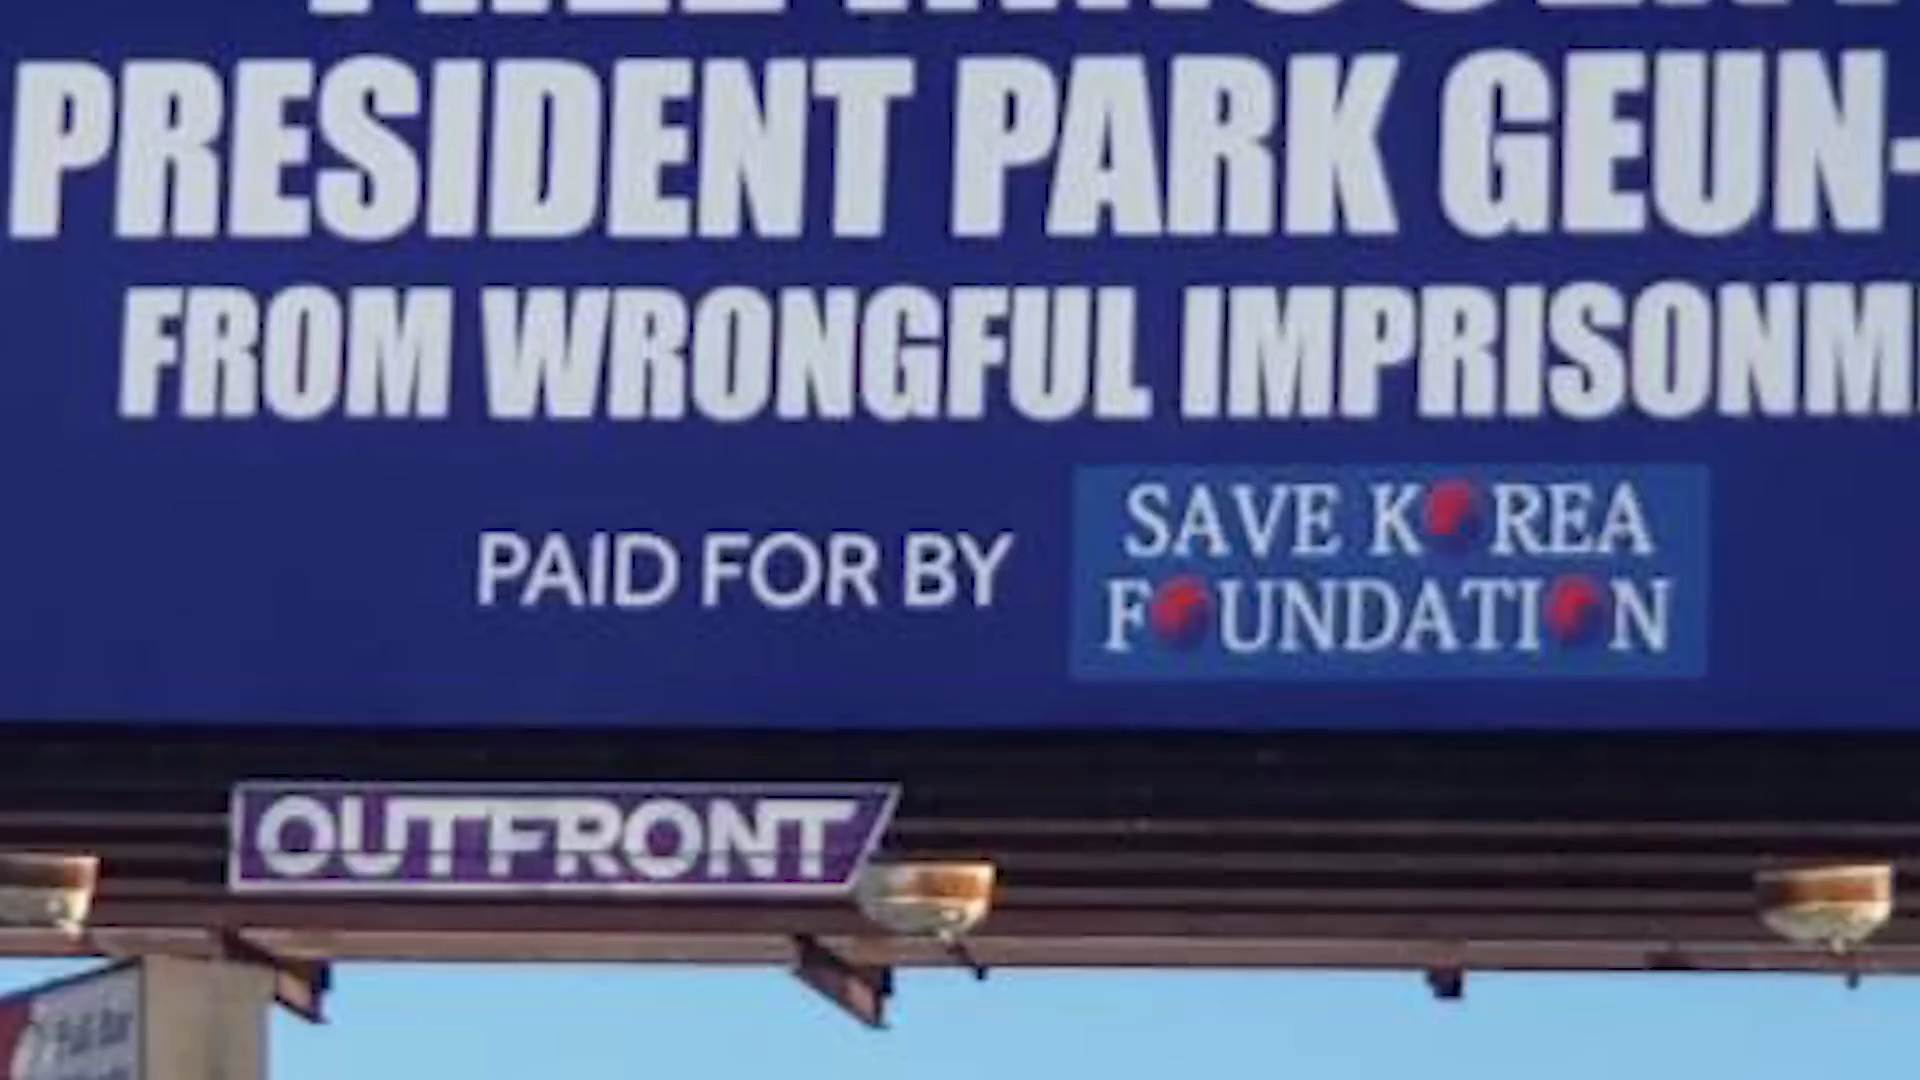 PRESIDENT PARK GEUN-
FROM WRONGFUL IMPRISONM
PAID FOR BY
SAVE KOREA
FOUNDATION
OUTFRONT